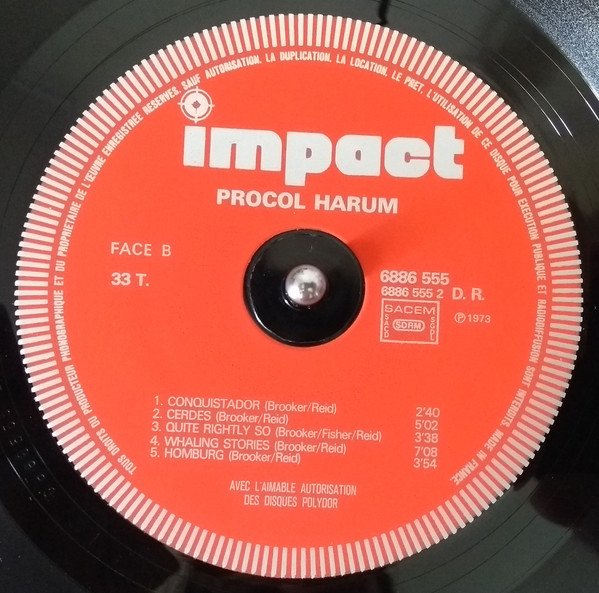 TOUS DROITS DU PRODUCTEUR PHONOGRAPHIQUE ET DU PROPRIETAIRE DE L'ŒUVRE ENREGISTREE RESERVES. SAUF AUTORISATION, LA DUPLICATION, LA LOCATION, LE PRET, L'UTILISATION DE CE DISQUE POUR EXECUTION PUBLIQUE ET RADIODIFFUSION SONT INTERDITS. MADE IN FRANCE.
impact
PROCOL HARUM
FACE B
33 T.
6886 555
6886 555 2 D. R.
SACEM
SACD
SDRM
SGDL
Ⓟ 1973
1. CONQUISTADOR (Brooker/Reid) 2'40
2. CERDES (Brooker/Reid) 5'02
3. QUITE RIGHTLY SO (Brooker/Fisher/Reid) 3'38
4. WHALING STORIES (Brooker/Reid) 7'08
5. HOMBURG (Brooker/Reid) 3'54
AVEC L'AIMABLE AUTORISATION
DES DISQUES POLYDOR